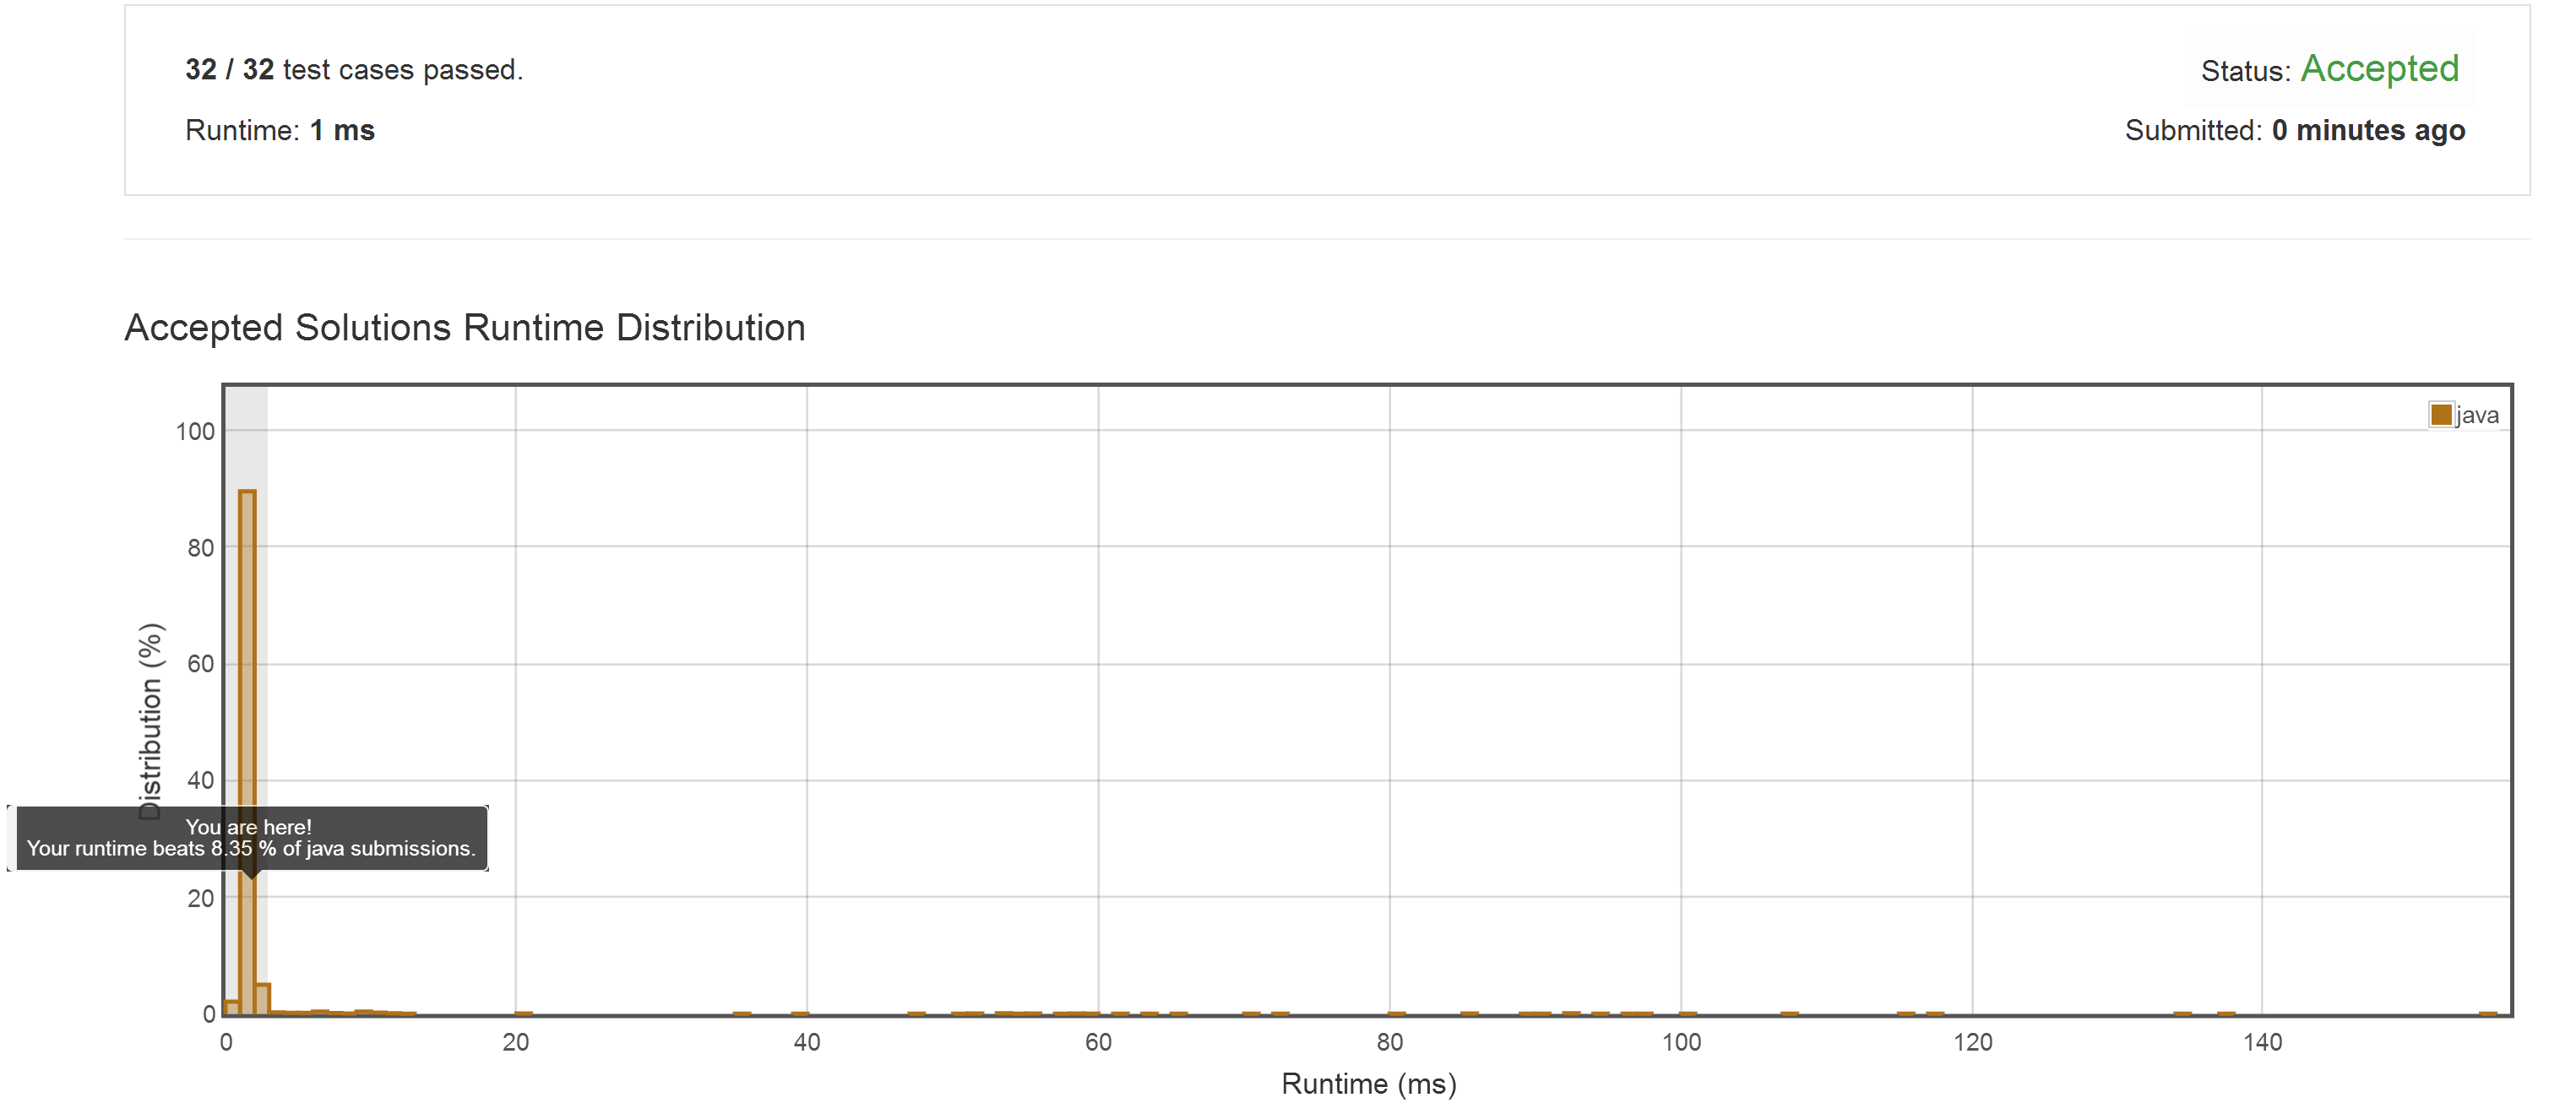 32 / 32 test cases passed.
Status: Accepted
Runtime: 1 ms
Submitted: 0 minutes ago
Accepted Solutions Runtime Distribution
java
100
80
60
40
20
0
Distribution (%)
You are here!
Your runtime beats 8.35 % of java submissions.
0 20 40 60 80 100 120 140
Runtime (ms)